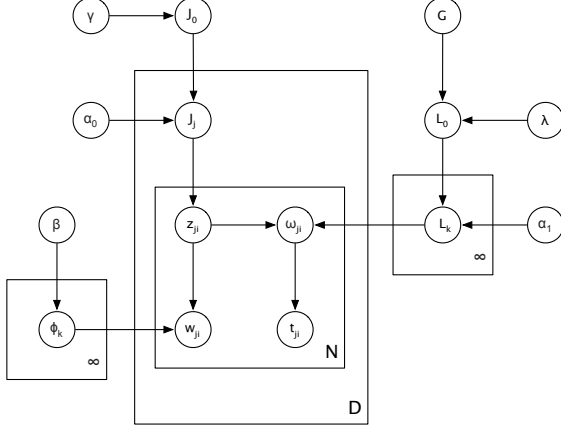 γ J₀ G
α₀ Jⱼ L₀ λ
β zⱼᵢ ωⱼᵢ Lₖ α₁
∞
ϕₖ wⱼᵢ tⱼᵢ
∞ N
D